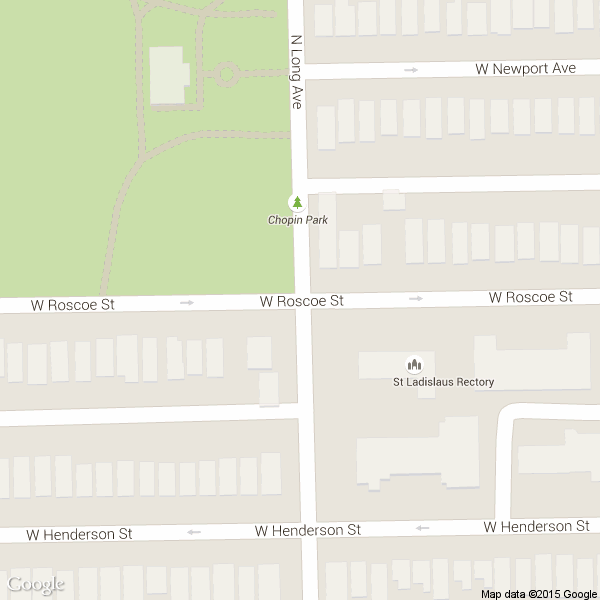 N Long Ave
W Newport Ave
Chopin Park
W Roscoe St
W Roscoe St
W Roscoe St
St Ladislaus Rectory
W Henderson St
W Henderson St
W Henderson St
Google
Map data ©2015 Google